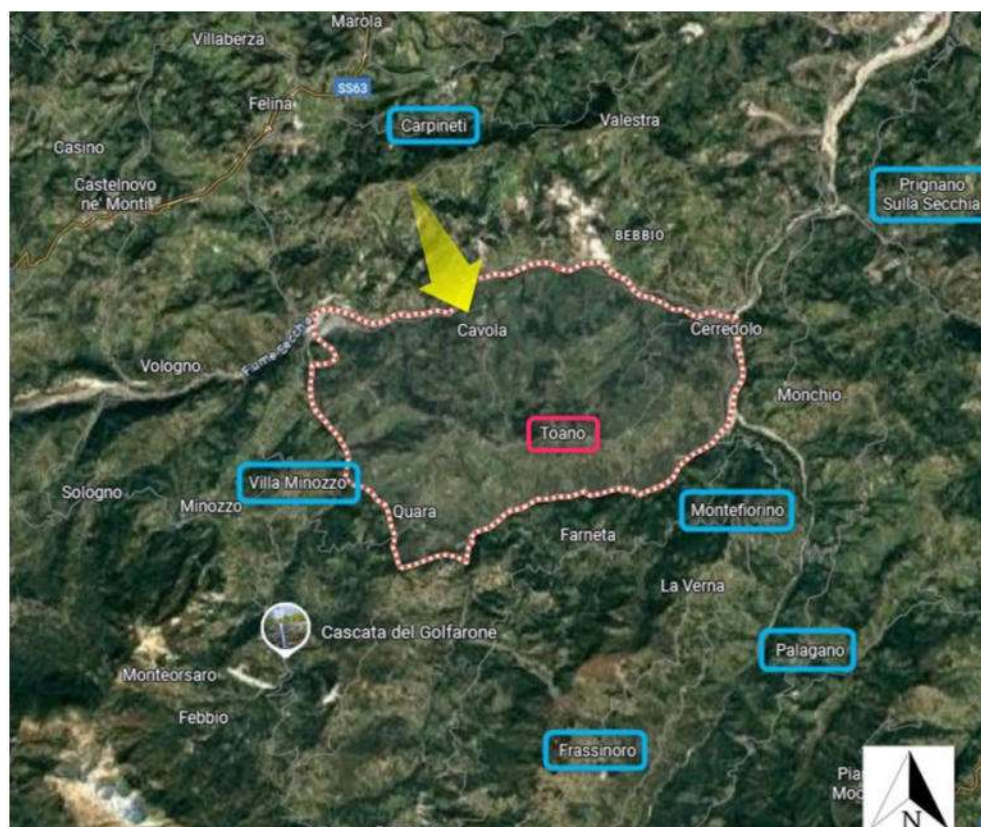 Marola
Villaberza
SS63
Felina
Carpineti
Valestra
Casino
Castelnovo
ne' Monti
Prignano
Sulla Secchia
BEBBIO
Cavola
Cerredolo
Vologno
Monchio
Toano
Villa Minozzo
Sologno
Minozzo
Quara
Montefiorino
Farneta
La Verna
Cascata del Golfarone
Palagano
Monteorsaro
Febbio
Frassinoro
N